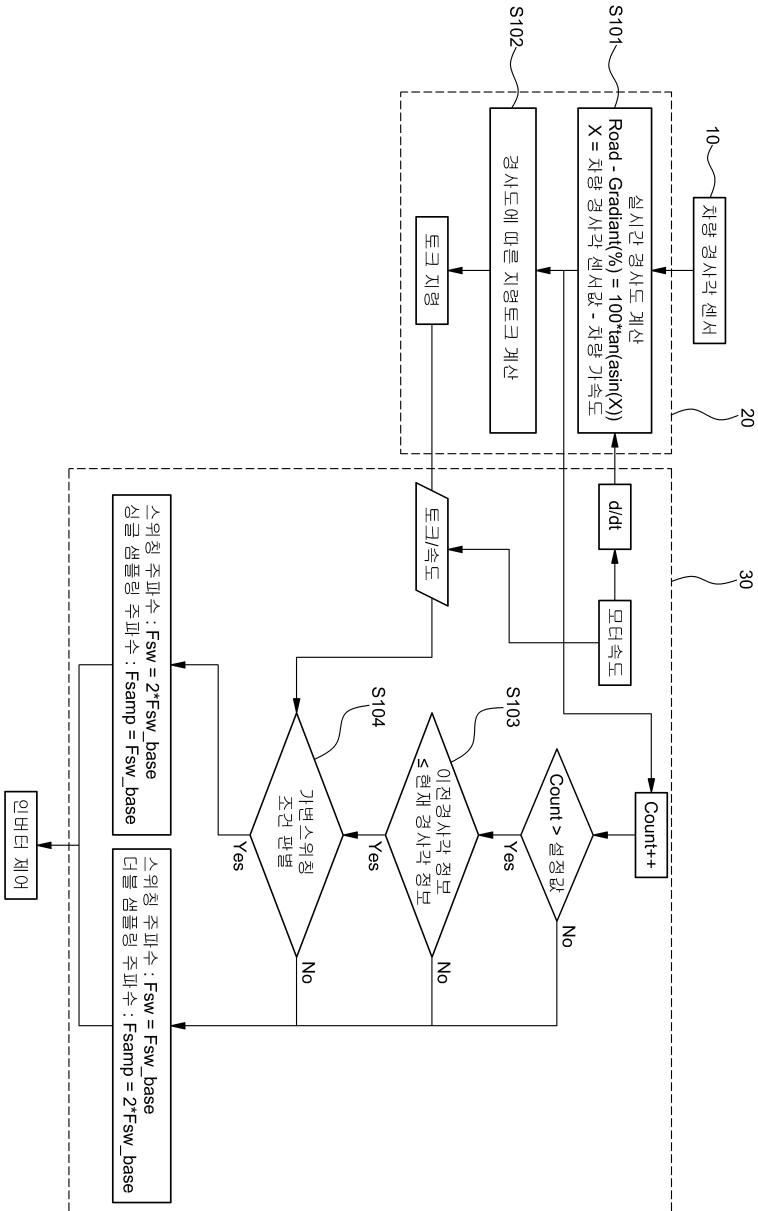 10
차량 경사각 센서
20
S101
실시간 경사도 계산
Road - Gradiant(%) = 100*tan(asin(X))
X = 차량 경사각 센서값 - 차량 가속도
S102
경사도에 따른 지령토크 계산
토크 지령
30
d/dt
모터속도
토크/속도
Count++
Count > 설정값
No
Yes
S103
이전경사각 정보
≤ 현재 경사각 정보
Yes
S104
가변스위칭
조건 판별
No
Yes
스위칭 주파수 : Fsw = 2*Fsw_base
싱글 샘플링 주파수 : Fsamp = Fsw_base
스위칭 주파수 : Fsw = Fsw_base
더블 샘플링 주파수 : Fsamp = 2*Fsw_base
인버터 제어